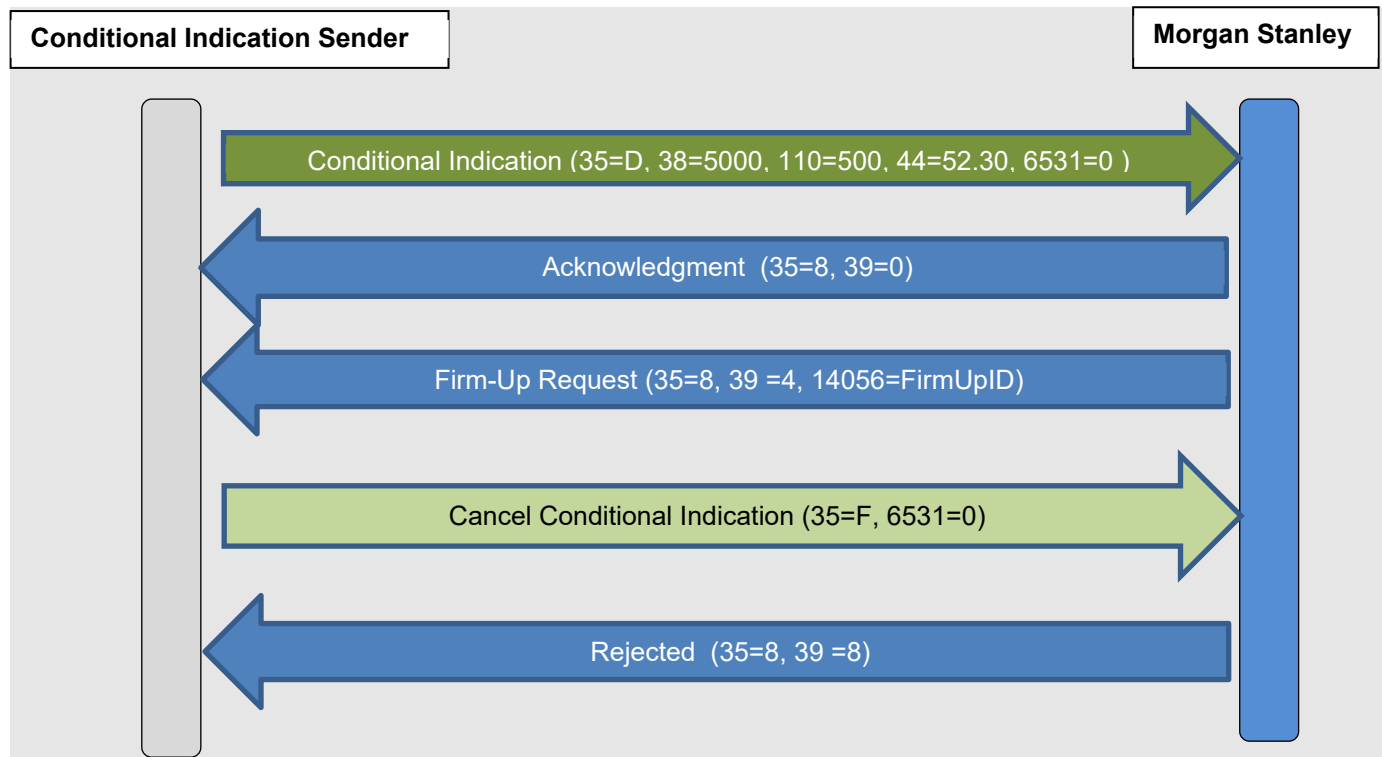 Conditional Indication Sender
Morgan Stanley
Conditional Indication (35=D, 38=5000, 110=500, 44=52.30, 6531=0 )
Acknowledgment  (35=8, 39=0)
Firm-Up Request (35=8, 39 =4, 14056=FirmUpID)
Cancel Conditional Indication (35=F, 6531=0)
Rejected  (35=8, 39 =8)